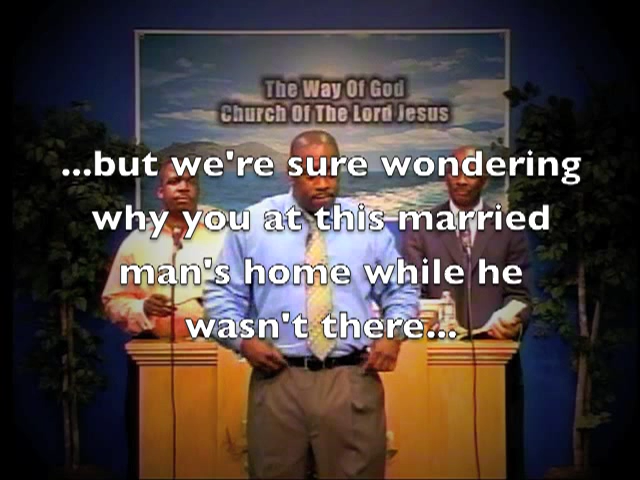 The Way Of God
Church Of The Lord Jesus
...but we're sure wondering
why you at this married
man's home while he
wasn't there...